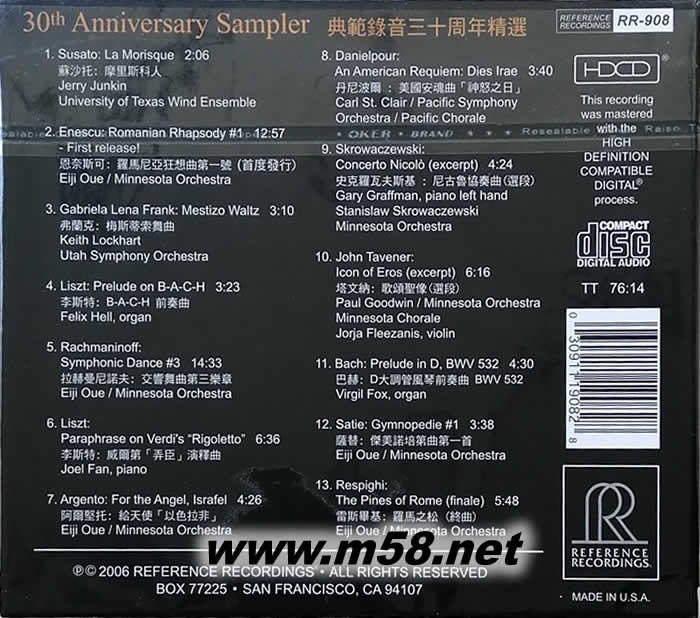 30th Anniversary Sampler 典範錄音三十周年精選
REFERENCE RECORDINGS RR-908
1. Susato: La Morisque 2:06
蘇沙托：摩里斯科人
Jerry Junkin
University of Texas Wind Ensemble
2. Enescu: Romanian Rhapsody #1 12:57
- First release!
恩奈斯可：羅馬尼亞狂想曲第一號 (首度發行)
Eiji Oue / Minnesota Orchestra
3. Gabriela Lena Frank: Mestizo Waltz 3:10
弗蘭克：梅斯蒂索舞曲
Keith Lockhart
Utah Symphony Orchestra
4. Liszt: Prelude on B-A-C-H 3:23
李斯特：B-A-C-H 前奏曲
Felix Hell, organ
5. Rachmaninoff:
Symphonic Dance #3 14:33
拉赫曼尼諾夫：交響舞曲第三樂章
Eiji Oue / Minnesota Orchestra
6. Liszt:
Paraphrase on Verdi's "Rigoletto" 6:36
李斯特：威爾第「弄臣」演釋曲
Joel Fan, piano
7. Argento: For the Angel, Israfel 4:26
阿爾堅托：給天使「以色拉非」
Eiji Oue / Minnesota Orchestra
8. Danielpour:
An American Requiem: Dies Irae 3:40
丹尼波爾：美國安魂曲「神怒之日」
Carl St. Clair / Pacific Symphony
Orchestra / Pacific Chorale
OKER · BRAND * * * Resealable
9. Skrowaczewski:
Concerto Nicolò (excerpt) 4:24
史克羅瓦夫斯基：尼古魯協奏曲(選段)
Gary Graffman, piano left hand
Stanislaw Skrowaczewski
Minnesota Orchestra
10. John Tavener:
Icon of Eros (excerpt) 6:16
塔文納：歌頌聖像(選段)
Paul Goodwin / Minnesota Orchestra
Minnesota Chorale
Jorja Fleezanis, violin
11. Bach: Prelude in D, BWV 532 4:30
巴赫：D大調管風琴前奏曲 BWV 532
Virgil Fox, organ
12. Satie: Gymnopedie #1 3:38
薩替：傑美諾培第曲第一首
Eiji Oue / Minnesota Orchestra
13. Respighi:
The Pines of Rome (finale) 5:48
雷斯畢基：羅馬之松（終曲）
Eiji Oue / Minnesota Orchestra
HDCD
This recording
was mastered
with the
HIGH
DEFINITION
COMPATIBLE
DIGITAL®
process.
COMPACT
disc
DIGITAL AUDIO
TT 76:14
0 30911 19082 8
R
REFERENCE
RECORDINGS®
MADE IN U.S.A.
www.m58.net
℗© 2006 REFERENCE RECORDINGS® · ALL RIGHTS RESERVED
BOX 77225 · SAN FRANCISCO, CA 94107